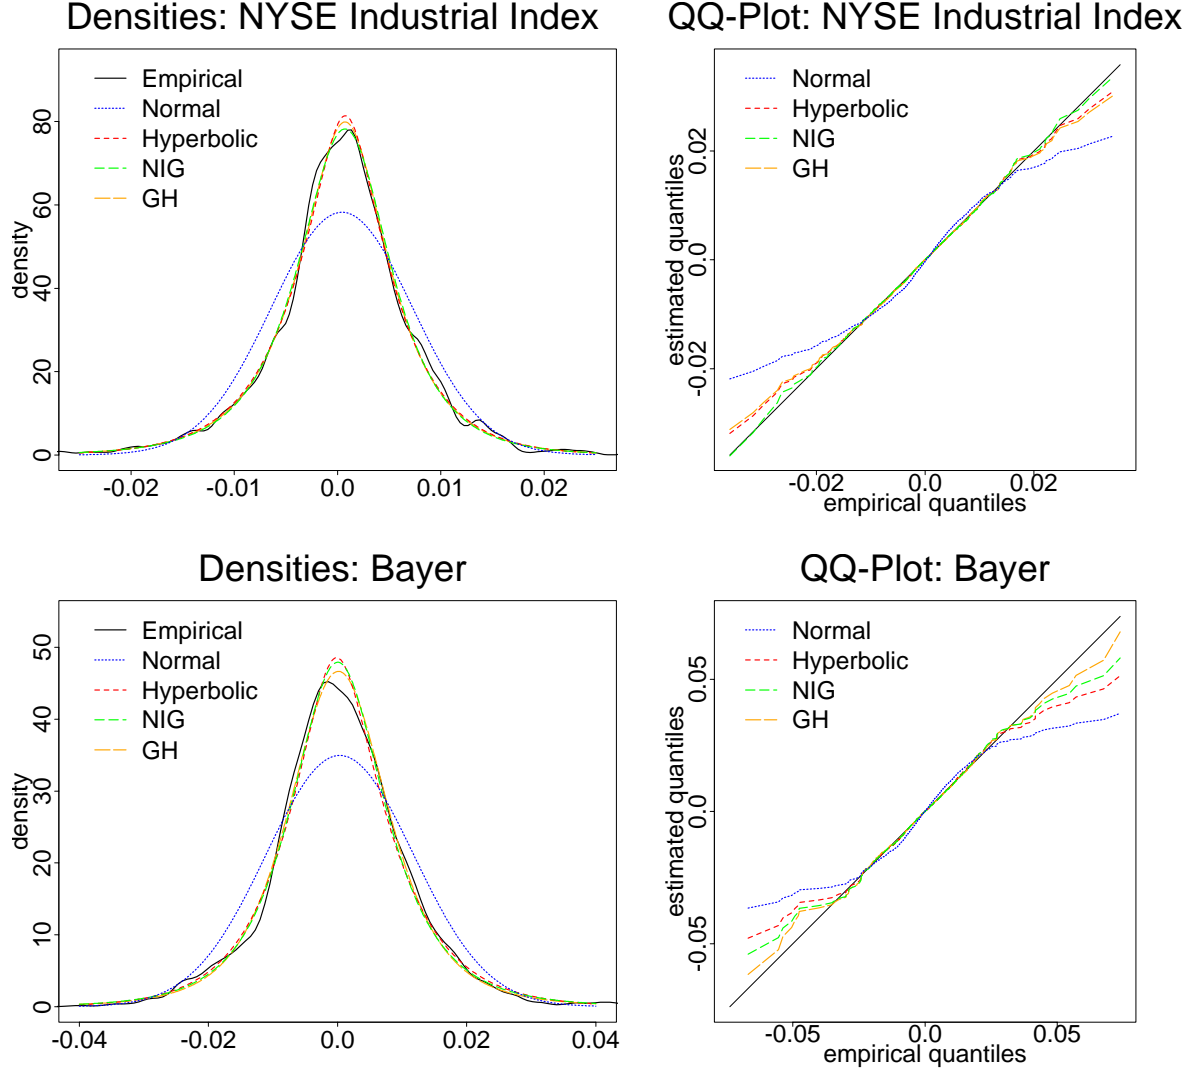 Densities: NYSE Industrial Index
Empirical
Normal
Hyperbolic
NIG
GH
density
0 20 40 60 80
-0.02 -0.01 0.0 0.01 0.02
QQ-Plot: NYSE Industrial Index
Normal
Hyperbolic
NIG
GH
estimated quantiles
-0.02 0.0 0.02
-0.02 0.0 0.02
empirical quantiles
Densities: Bayer
Empirical
Normal
Hyperbolic
NIG
GH
density
0 10 20 30 40 50
-0.04 -0.02 0.0 0.02 0.04
QQ-Plot: Bayer
Normal
Hyperbolic
NIG
GH
estimated quantiles
-0.05 0.0 0.05
-0.05 0.0 0.05
empirical quantiles